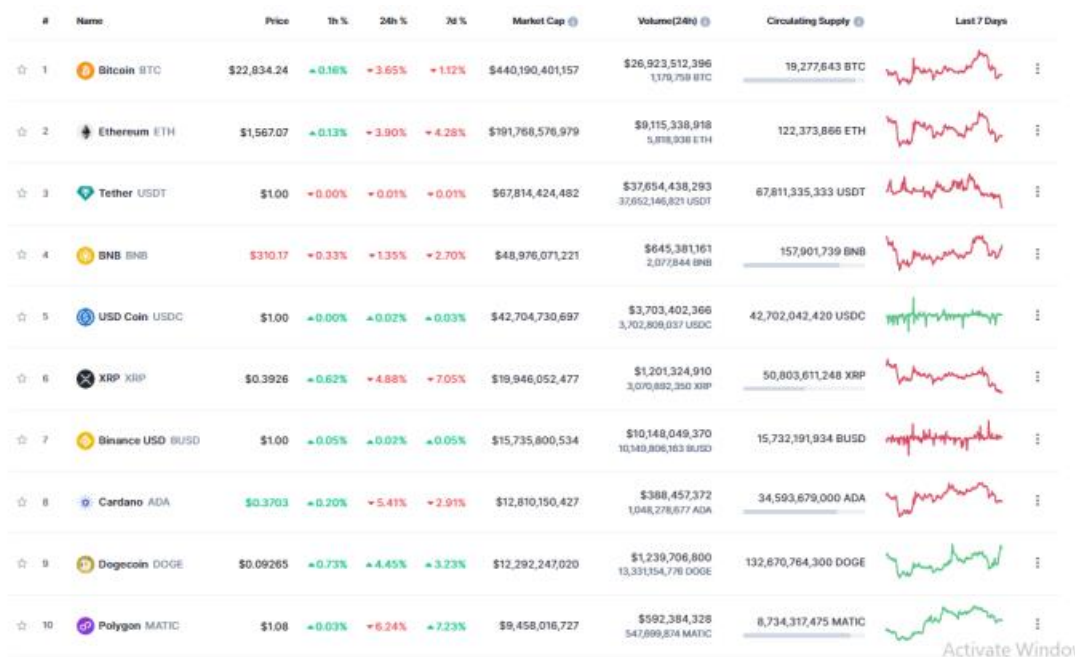 # Name Price 1h % 24h % 7d % Market Cap Volume(24h) Circulating Supply Last 7 Days
1 Bitcoin BTC $22,834.24 0.16% 3.65% 1.12% $440,190,401,157 $26,923,512,396 19,277,643 BTC
1,179,759 BTC
2 Ethereum ETH $1,567.07 0.13% 3.90% 4.28% $191,768,576,979 $9,115,338,918 122,373,866 ETH
5,818,938 ETH
3 Tether USDT $1.00 0.00% 0.01% 0.01% $67,814,424,482 $37,654,438,293 67,811,335,333 USDT
37,652,146,821 USDT
4 BNB BNB $310.17 0.33% 1.35% 2.70% $48,976,071,221 $645,381,161 157,901,739 BNB
2,077,844 BNB
5 USD Coin USDC $1.00 0.00% 0.02% 0.03% $42,704,730,697 $3,703,402,366 42,702,042,420 USDC
3,702,809,037 USDC
6 XRP XRP $0.3926 0.62% 4.88% 7.05% $19,946,052,477 $1,201,324,910 50,803,611,248 XRP
3,070,892,350 XRP
7 Binance USD BUSD $1.00 0.05% 0.02% 0.05% $15,735,800,534 $10,148,049,370 15,732,191,934 BUSD
10,149,806,163 BUSD
8 Cardano ADA $0.3703 0.20% 5.41% 2.91% $12,810,150,427 $388,457,372 34,593,679,000 ADA
1,048,278,677 ADA
9 Dogecoin DOGE $0.09265 0.73% 4.45% 3.23% $12,292,247,020 $1,239,706,800 132,670,764,300 DOGE
13,331,154,776 DOGE
10 Polygon MATIC $1.08 0.03% 6.24% 7.23% $9,458,016,727 $592,384,328 8,734,317,475 MATIC
547,699,874 MATIC
Activate Window